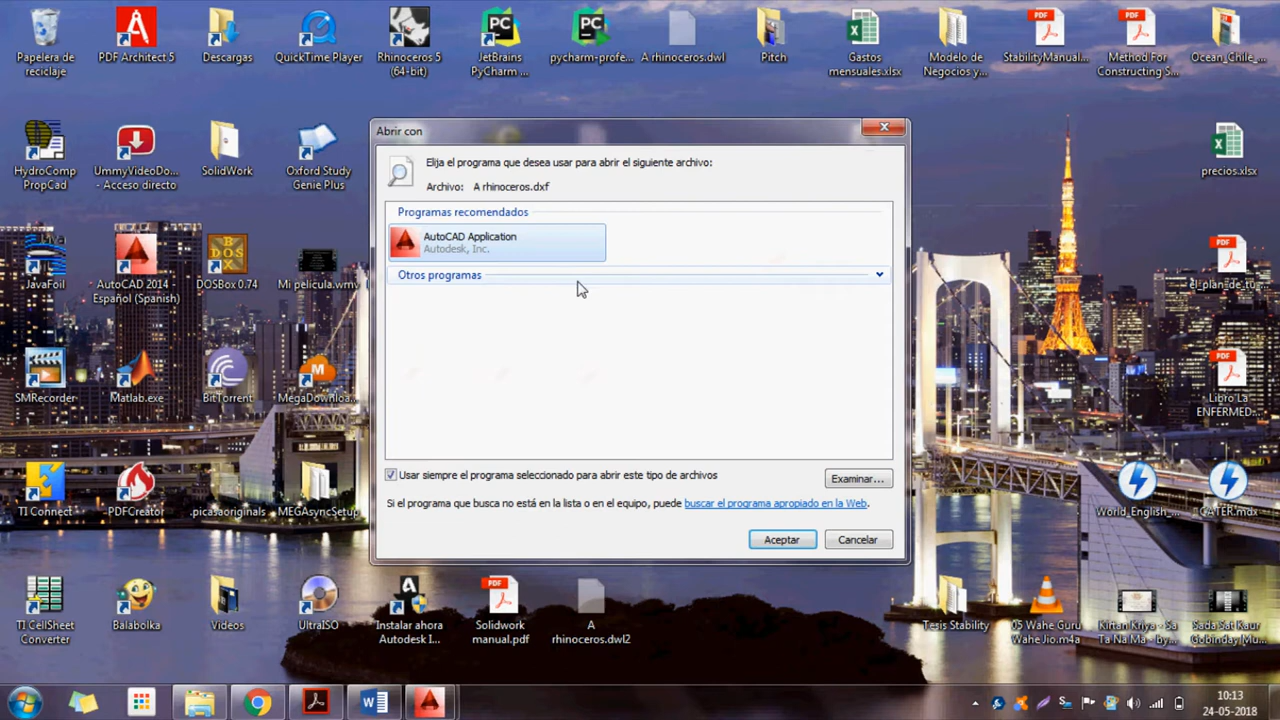 Papelera de
reciclaje
PDF Architect 5
Descargas
QuickTime Player
Rhinoceros 5
(64-bit)
JetBrains
PyCharm ...
pycharm-profe...
A rhinoceros.dwl
Pitch
Gastos
mensuales.xlsx
Modelo de
Negocios y...
StabilityManual...
Method For
Constructing S...
Ocean_Chile_...
HydroComp
PropCad
UmmyVideoDo...
- Acceso directo
SolidWork
Oxford Study
Genie Plus
precios.xlsx
JavaFoil
AutoCAD 2014 -
Español (Spanish)
DOSBox 0.74
Mi pelicula.wmv
el_plan_de_tu_...
SMRecorder
Matlab.exe
BitTorrent
MegaDownloa...
Libro La
ENFERMED...
TI Connect
PDFCreator
.picasaoriginals
MEGAsyncSetup
World_English_...
CATER.mdx
TI CellSheet
Converter
Balabolka
Videos
UltraISO
Instalar ahora
Autodesk I...
Solidwork
manual.pdf
A
rhinoceros.dwl2
Tesis Stability
05 Wahe Guru
Wahe Jio.m4a
Kirtan Kriya - Sa
Ta Na Ma - by...
Sada Sat Kaur
Gobinday (Mu...
Abrir con
Elija el programa que desea usar para abrir el siguiente archivo:
Archivo: A rhinoceros.dxf
Programas recomendados
AutoCAD Application
Autodesk, Inc.
Otros programas
Usar siempre el programa seleccionado para abrir este tipo de archivos
Examinar...
Si el programa que busca no está en la lista o en el equipo, puede buscar el programa apropiado en la Web.
Aceptar
Cancelar
10:13
24-05-2018